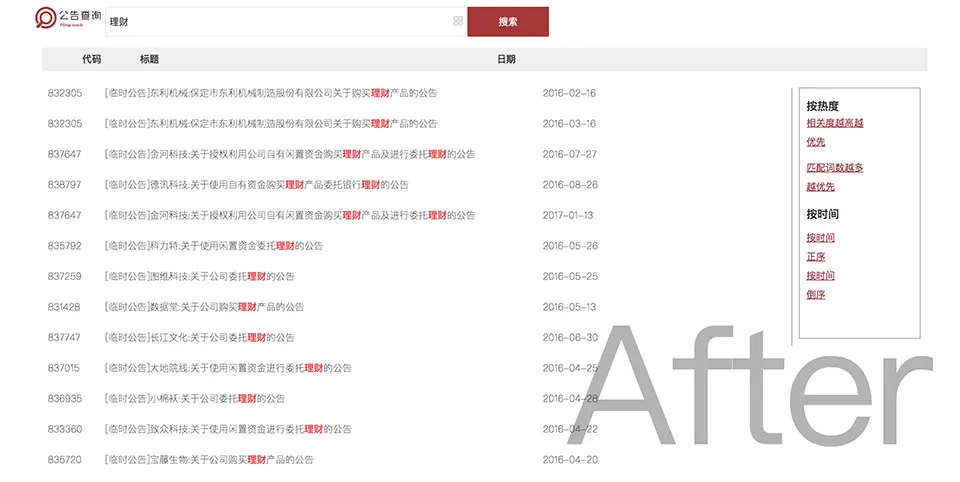 公告查询
理财
搜索
代码 标题 日期
832305 [临时公告]东利机械:保定市东利机械制造股份有限公司关于购买理财产品的公告 2016-02-16
832305 [临时公告]东利机械:保定市东利机械制造股份有限公司关于购买理财产品的公告 2016-03-16
837647 [临时公告]金河科技:关于授权利用公司自有闲置资金购买理财产品及进行委托理财的公告 2016-07-27
838797 [临时公告]德讯科技:关于使用自有资金购买理财产品委托银行理财的公告 2016-08-26
837647 [临时公告]金河科技:关于授权利用公司自有闲置资金购买理财产品及进行委托理财的公告 2017-01-13
835792 [临时公告]科力特:关于使用闲置资金委托理财的公告 2016-05-26
837259 [临时公告]图维科技:关于公司委托理财的公告 2016-05-25
831428 [临时公告]数据堂:关于公司购买理财产品的公告 2016-05-13
837747 [临时公告]长江文化:关于公司委托理财的公告 2016-06-30
837015 [临时公告]大地院线:关于使用闲置资金进行委托理财的公告 2016-04-25
836935 [临时公告]小棉袄:关于公司委托理财的公告 2016-04-28
833360 [临时公告]致众科技:关于使用闲置资金进行委托理财的公告 2016-04-22
835720 [临时公告]宝藤生物:关于公司购买理财产品的公告 2016-04-20
按热度
相关度越高越
优先
匹配词数越多
越优先
按时间
按时间
正序
按时间
倒序
After